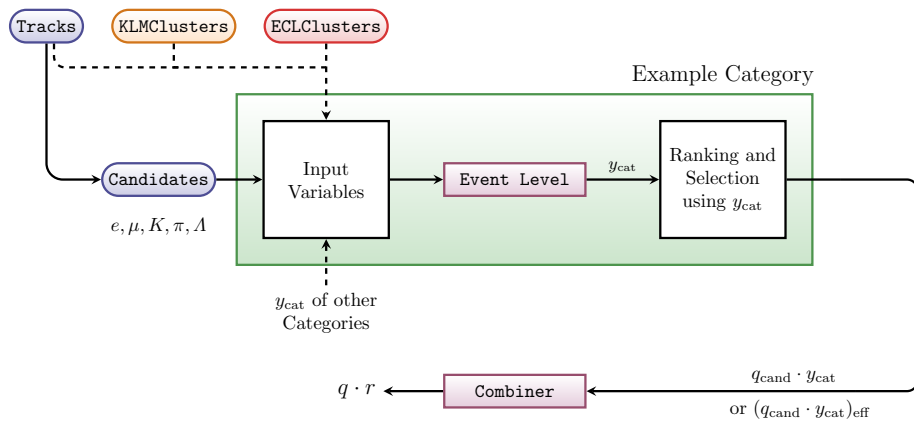 Tracks
KLMClusters
ECLClusters
Example Category
Candidates
e, μ, K, π, Λ
Input
Variables
Event Level
y_cat
Ranking and
Selection
using y_cat
y_cat of other
Categories
q · r
Combiner
q_cand · y_cat
or (q_cand · y_cat)_eff